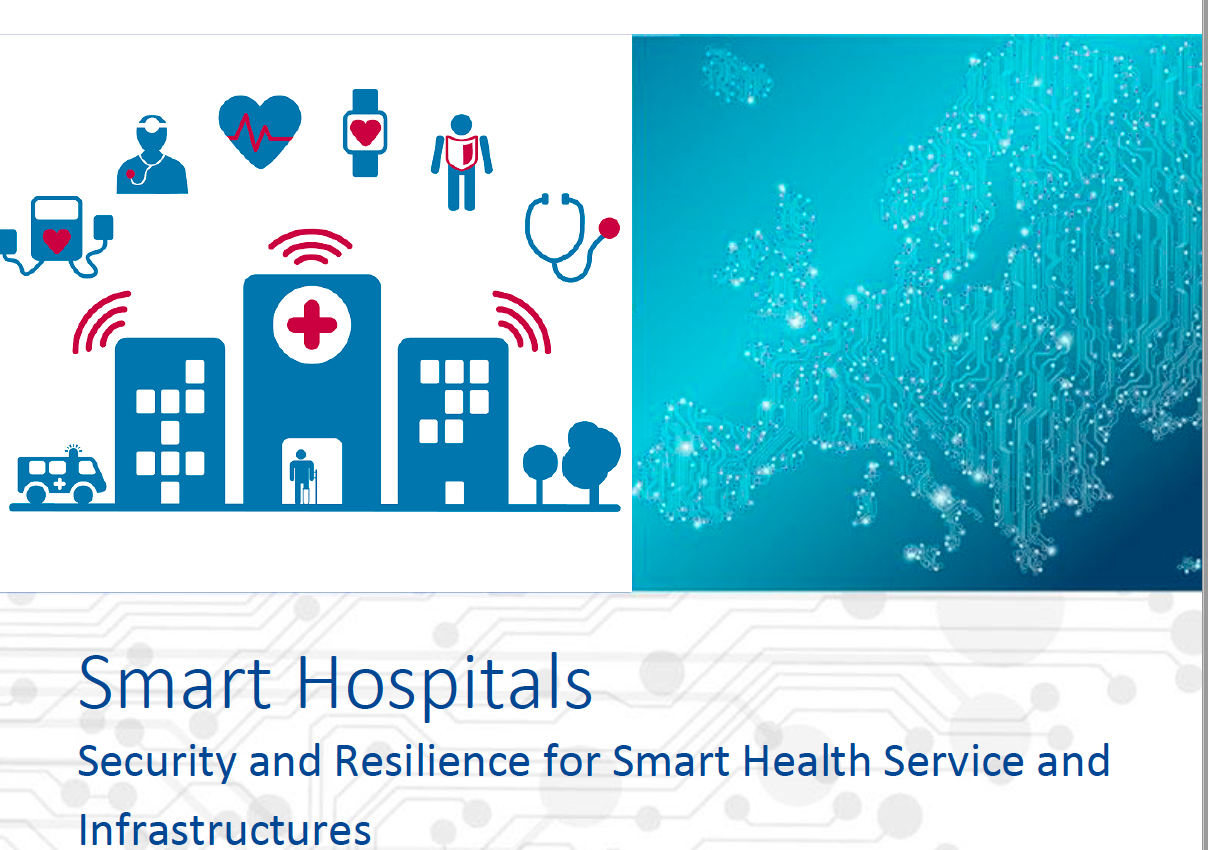 Smart Hospitals
Security and Resilience for Smart Health Service and
Infrastructures